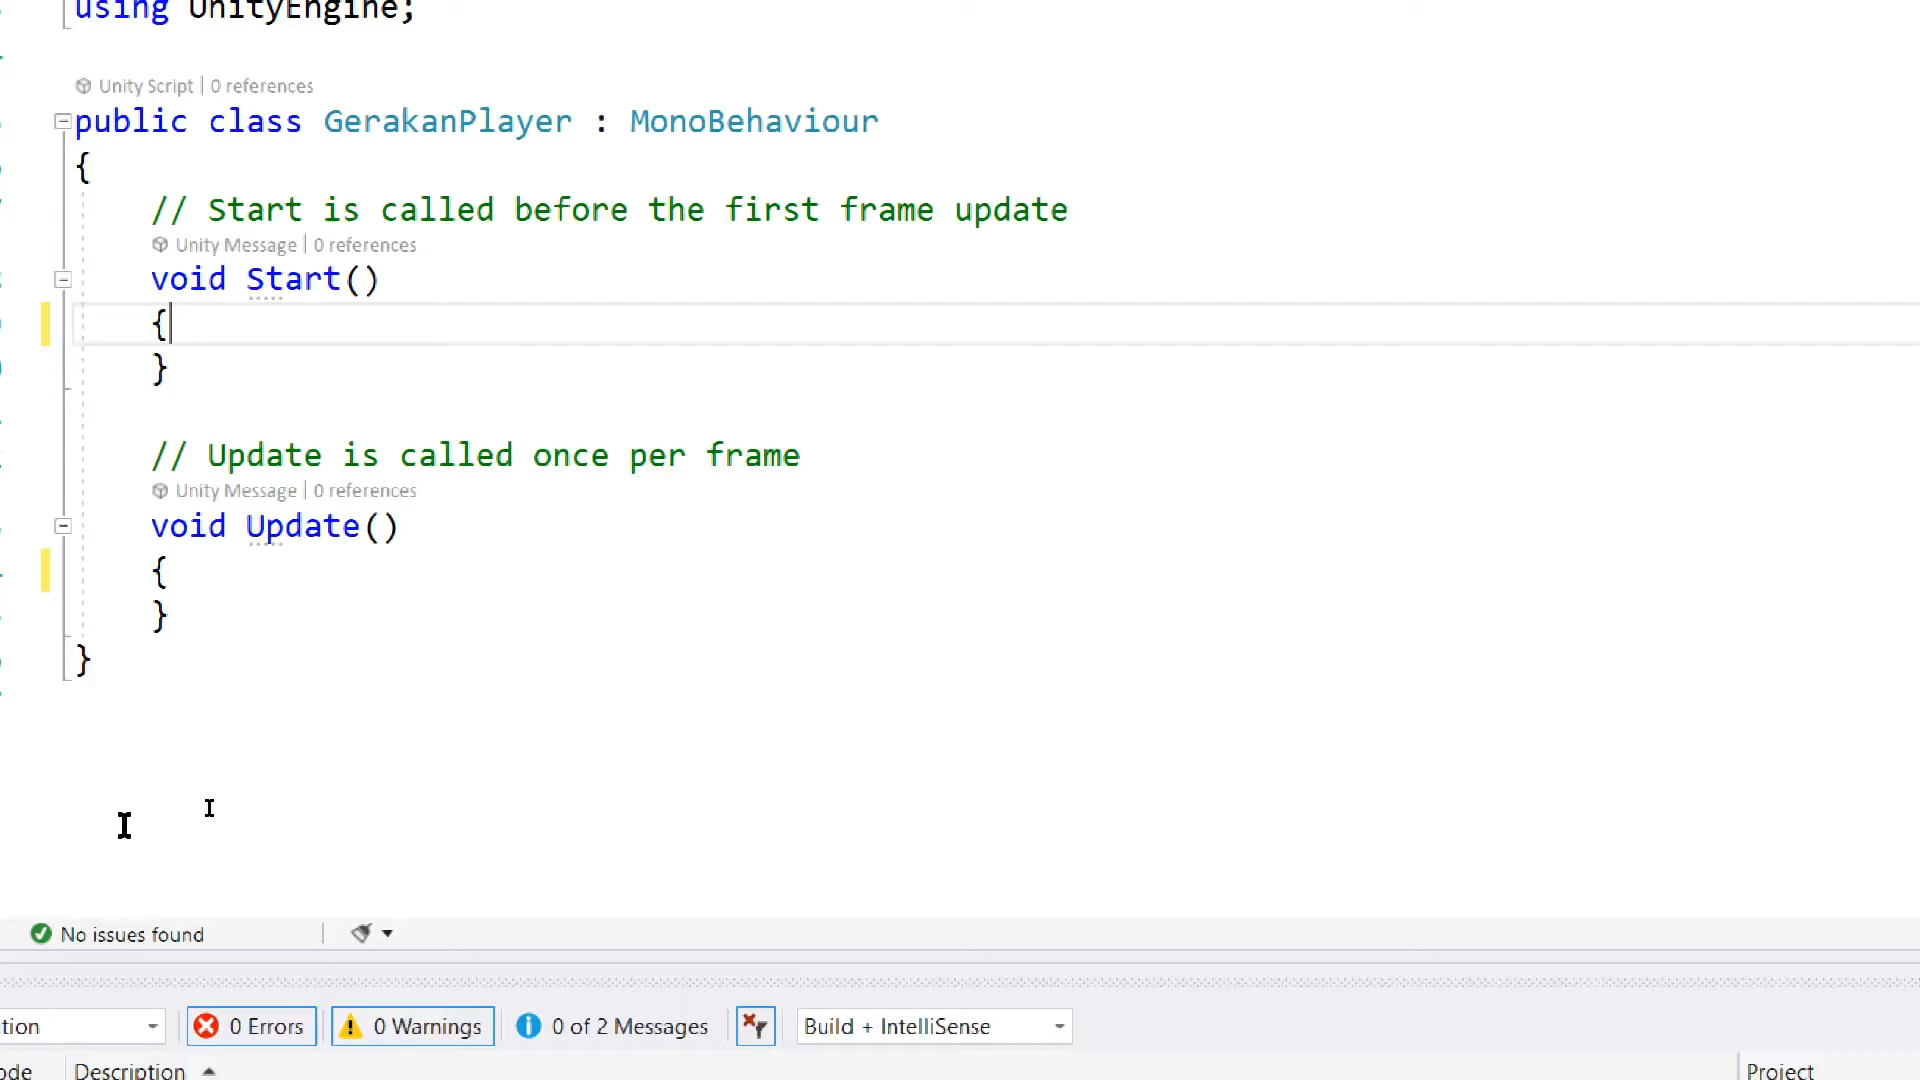 using UnityEngine;
Unity Script | 0 references
public class GerakanPlayer : MonoBehaviour
{
// Start is called before the first frame update
Unity Message | 0 references
void Start()
{
}
// Update is called once per frame
Unity Message | 0 references
void Update()
{
}
}
No issues found
tion
0 Errors
0 Warnings
0 of 2 Messages
Build + IntelliSense
ode
Description
Project